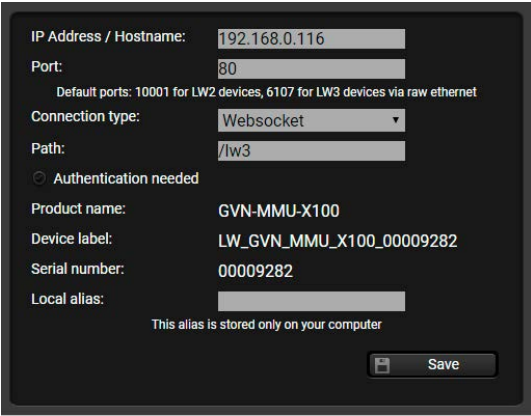 IP Address / Hostname: 192.168.0.116
Port: 80
Default ports: 10001 for LW2 devices, 6107 for LW3 devices via raw ethernet
Connection type: Websocket
Path: /lw3
Authentication needed
Product name: GVN-MMU-X100
Device label: LW_GVN_MMU_X100_00009282
Serial number: 00009282
Local alias:
This alias is stored only on your computer
Save